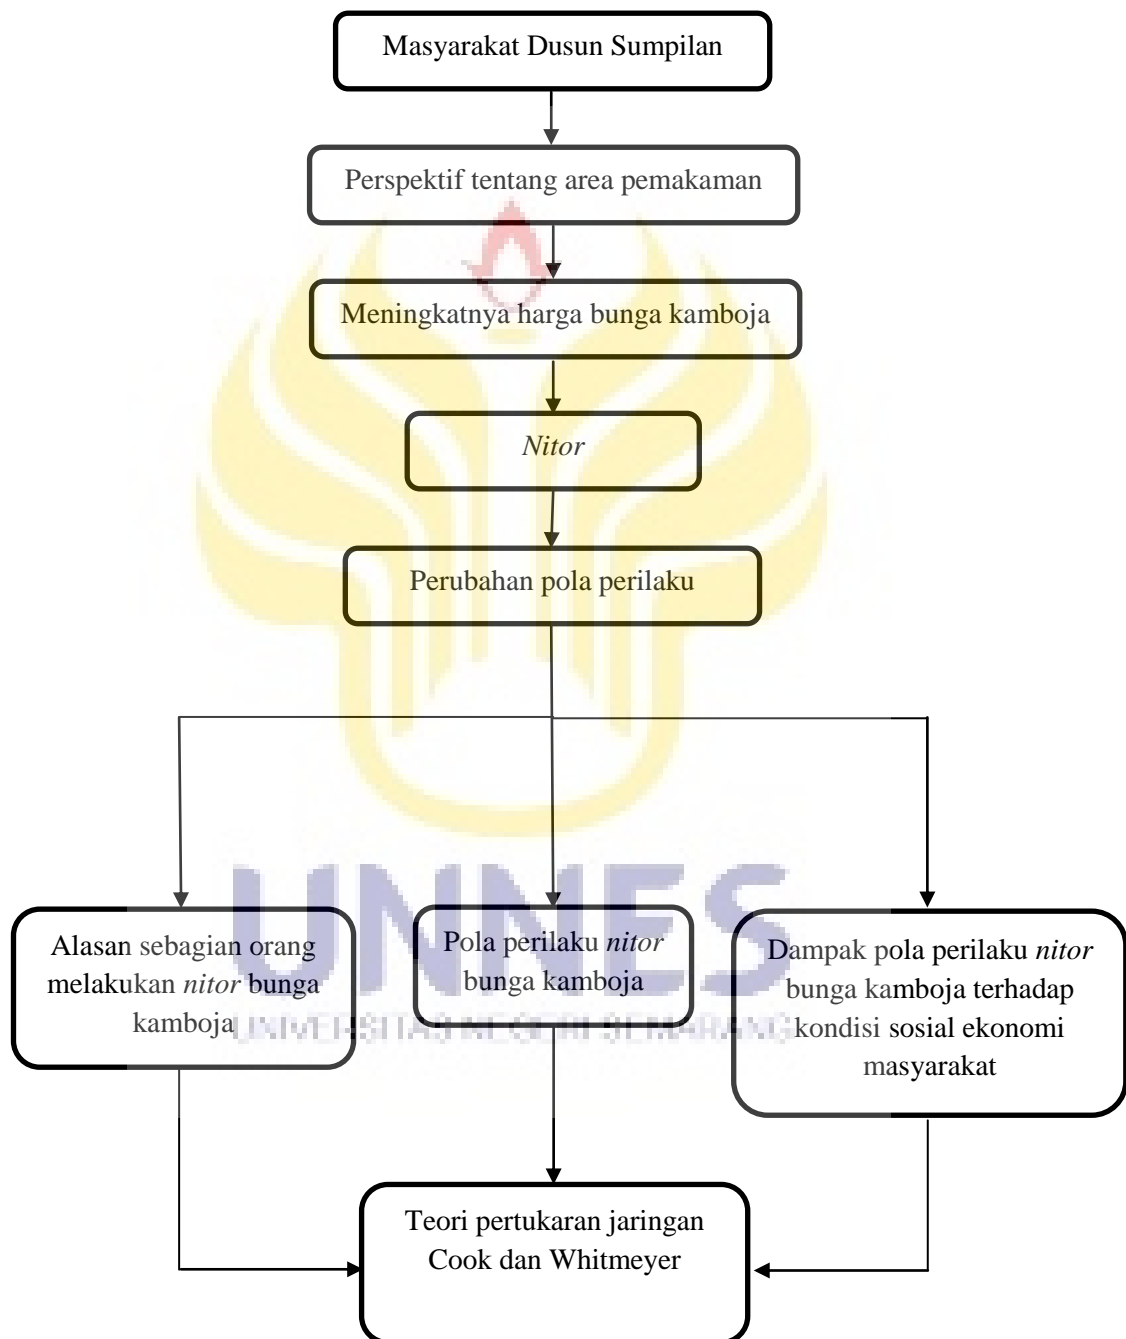 Masyarakat Dusun Sumpilan
Perspektif tentang area pemakaman
Meningkatnya harga bunga kamboja
Nitor
Perubahan pola perilaku
Alasan sebagian orang
melakukan nitor bunga
kamboja
Pola perilaku nitor
bunga kamboja
Dampak pola perilaku nitor
bunga kamboja terhadap
kondisi sosial ekonomi
masyarakat
UNNES
UNIVERSITAS NEGERI SEMARANG
Teori pertukaran jaringan
Cook dan Whitmeyer